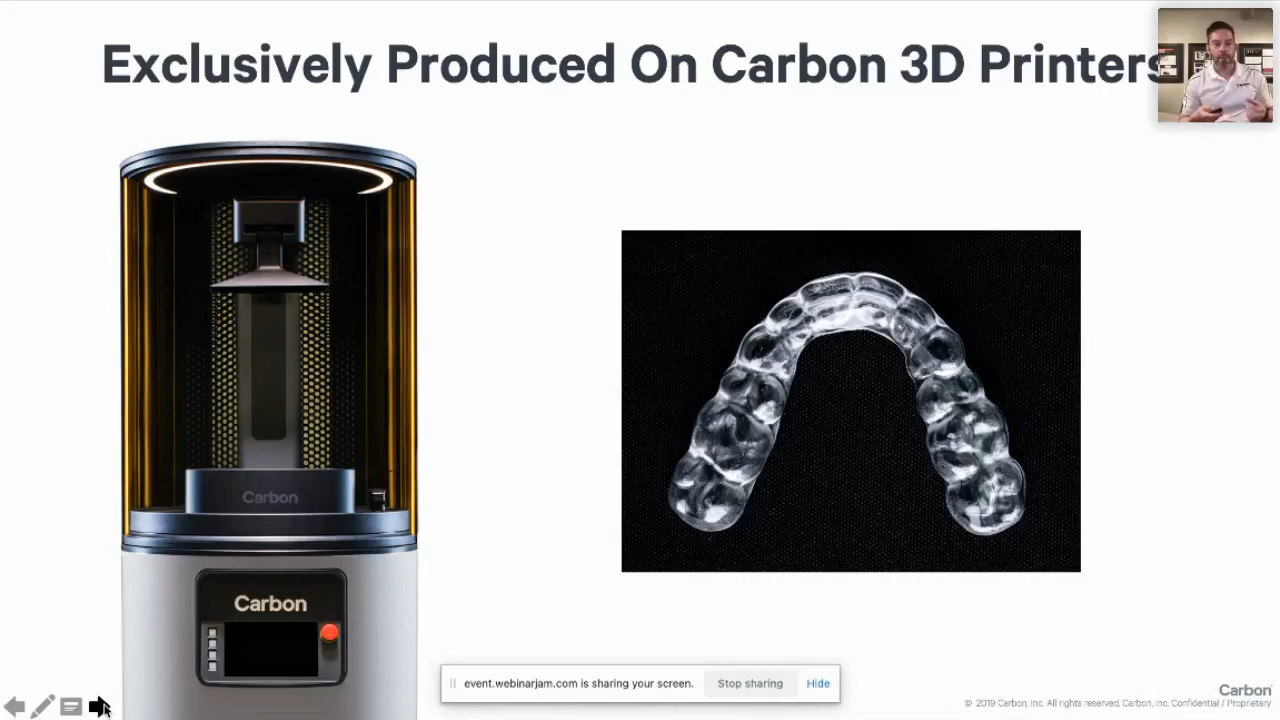 Exclusively Produced On Carbon 3D Printers
Carbon
Carbon
event.webinarjam.com is sharing your screen.
Stop sharing
Hide
Carbon
© 2019 Carbon, Inc. All rights reserved. Carbon, Inc. Confidential / Proprietary